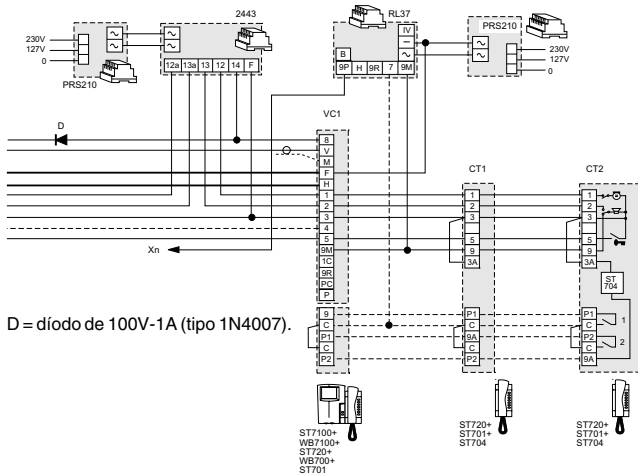 2443
RL37
230V
127V
0
PRS210
12a 13a 13 12 14 F
IV
B
9P H 9R 7 9M
PRS210
230V
127V
0
D
VC1
8
V
M
F
H
1
2
3
4
5
9M
1C
9R
PC
P
9
C
P1
C
P2
Xn
CT1
1
2
3
5
9
3A
P1
C
9A
C
P2
CT2
1
2
3
5
9
3A
ST
704
P1
C
P2
C
9A
1
2
D = díodo de 100V-1A (tipo 1N4007).
ST7100+
WB7100+
ST720+
WB700+
ST701
ST720+
ST701+
ST704
ST720+
ST701+
ST704